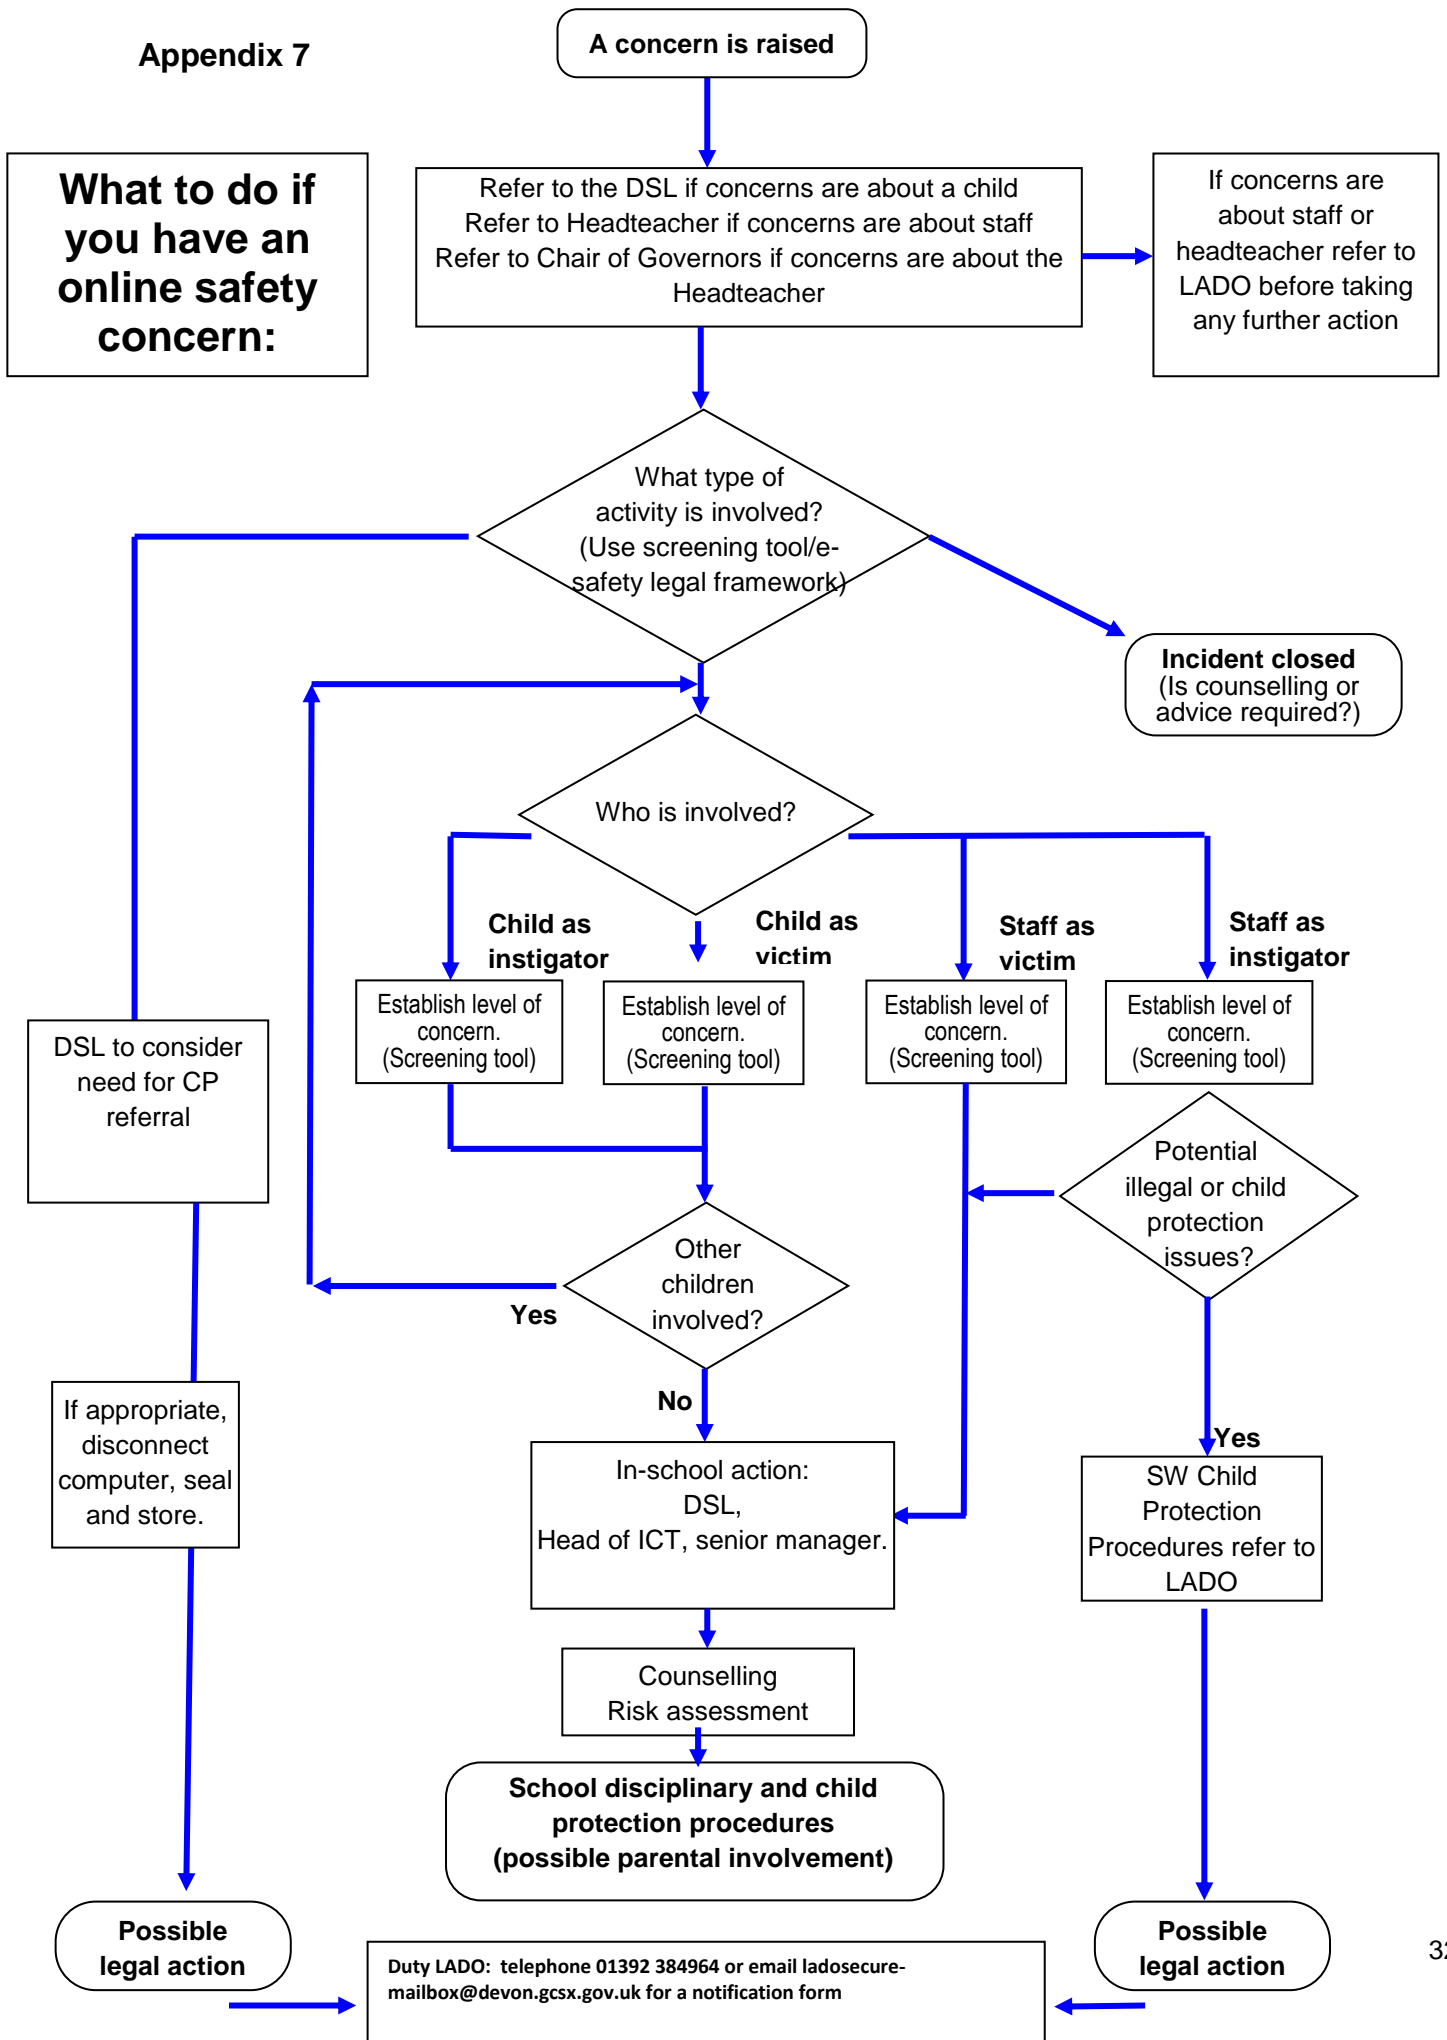 Appendix 7
A concern is raised
What to do if
you have an
online safety
concern:
Refer to the DSL if concerns are about a child
Refer to Headteacher if concerns are about staff
Refer to Chair of Governors if concerns are about the
Headteacher
If concerns are
about staff or
headteacher refer to
LADO before taking
any further action
What type of
activity is involved?
(Use screening tool/e-
safety legal framework)
Incident closed
(Is counselling or
advice required?)
Who is involved?
Child as
instigator
Child as
victim
Staff as
victim
Staff as
instigator
Establish level of
concern.
(Screening tool)
Establish level of
concern.
(Screening tool)
Establish level of
concern.
(Screening tool)
Establish level of
concern.
(Screening tool)
DSL to consider
need for CP
referral
Potential
illegal or child
protection
issues?
Other
children
involved?
Yes
No
Yes
If appropriate,
disconnect
computer, seal
and store.
In-school action:
DSL,
Head of ICT, senior manager.
SW Child
Protection
Procedures refer to
LADO
Counselling
Risk assessment
School disciplinary and child
protection procedures
(possible parental involvement)
Possible
legal action
Possible
legal action
Duty LADO: telephone 01392 384964 or email ladosecure-
mailbox@devon.gcsx.gov.uk for a notification form
32